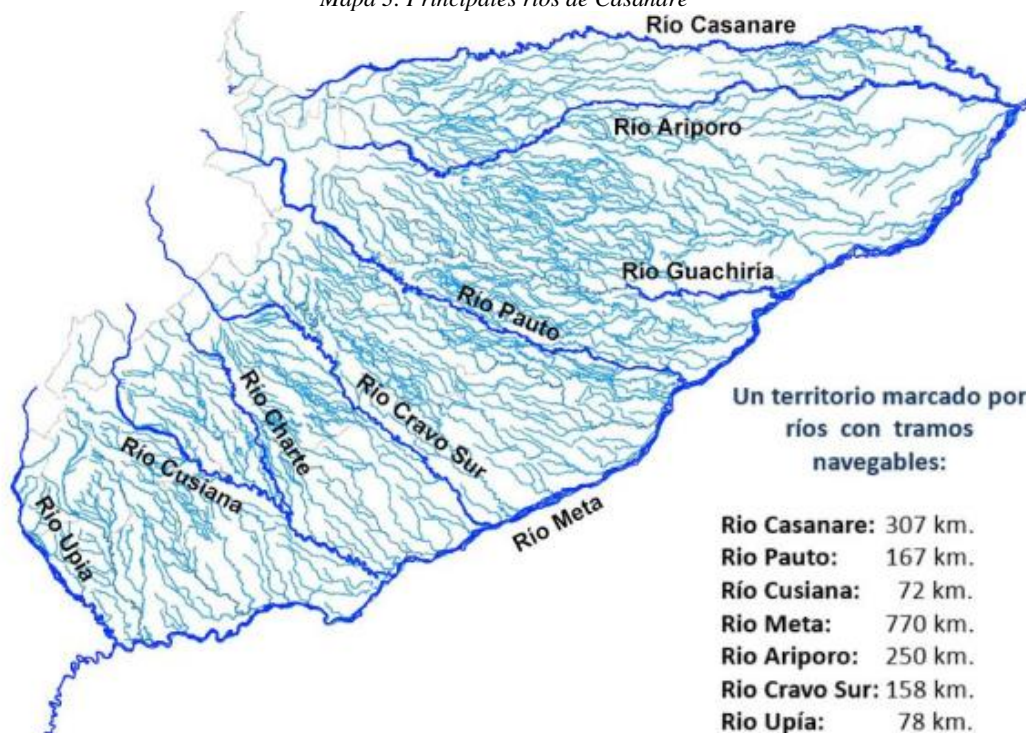 Mapa 3. Principales ríos de Casanare
Río Casanare
Río Ariporo
Río Guachiría
Río Pauto
Río Cravo Sur
Río Charte
Río Cusiana
Río Upía
Río Meta
Un territorio marcado por
ríos con tramos
navegables:
Rio Casanare: 307 km.
Rio Pauto: 167 km.
Río Cusiana: 72 km.
Rio Meta: 770 km.
Rio Ariporo: 250 km.
Rio Cravo Sur: 158 km.
Rio Upía: 78 km.